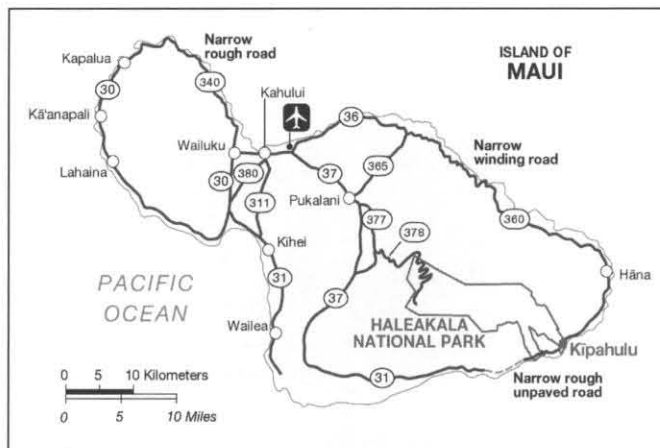 ISLAND OF
MAUI
Narrow
rough road
Kapalua
30
340
Kahului
Kā'anapali
36
Narrow
winding road
Wailuku
380
365
37
Lahaina
30
311
Pukalani
377
378
360
Kīhei
Hāna
PACIFIC
OCEAN
31
37
Wailea
HALEAKALA
NATIONAL PARK
Kīpahulu
0 5 10 Kilometers
0 5 10 Miles
31
Narrow rough
unpaved road